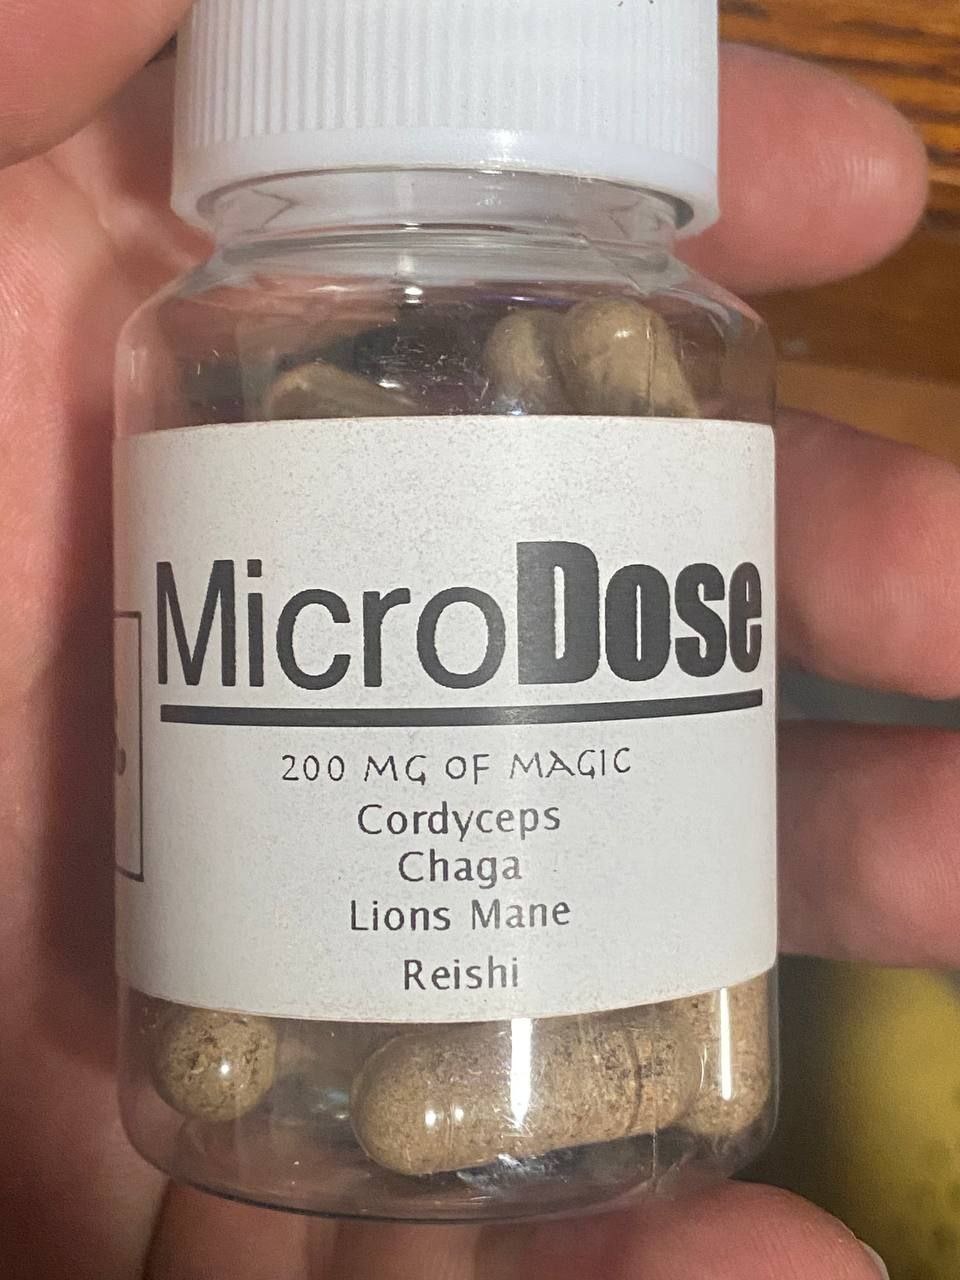 MicroDose
200 MG OF MAGIC
Cordyceps
Chaga
Lions Mane
Reishi